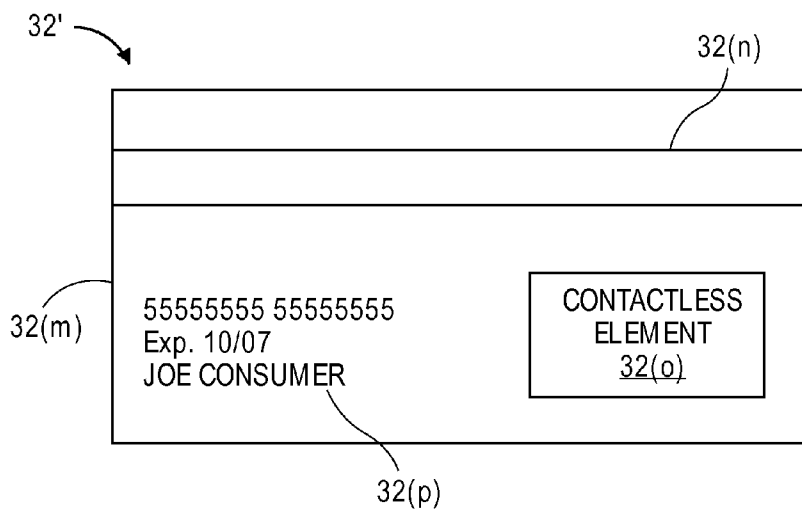 32'
32(n)
55555555 55555555
Exp. 10/07
JOE CONSUMER
CONTACTLESS
ELEMENT
32(o)
32(m)
32(p)